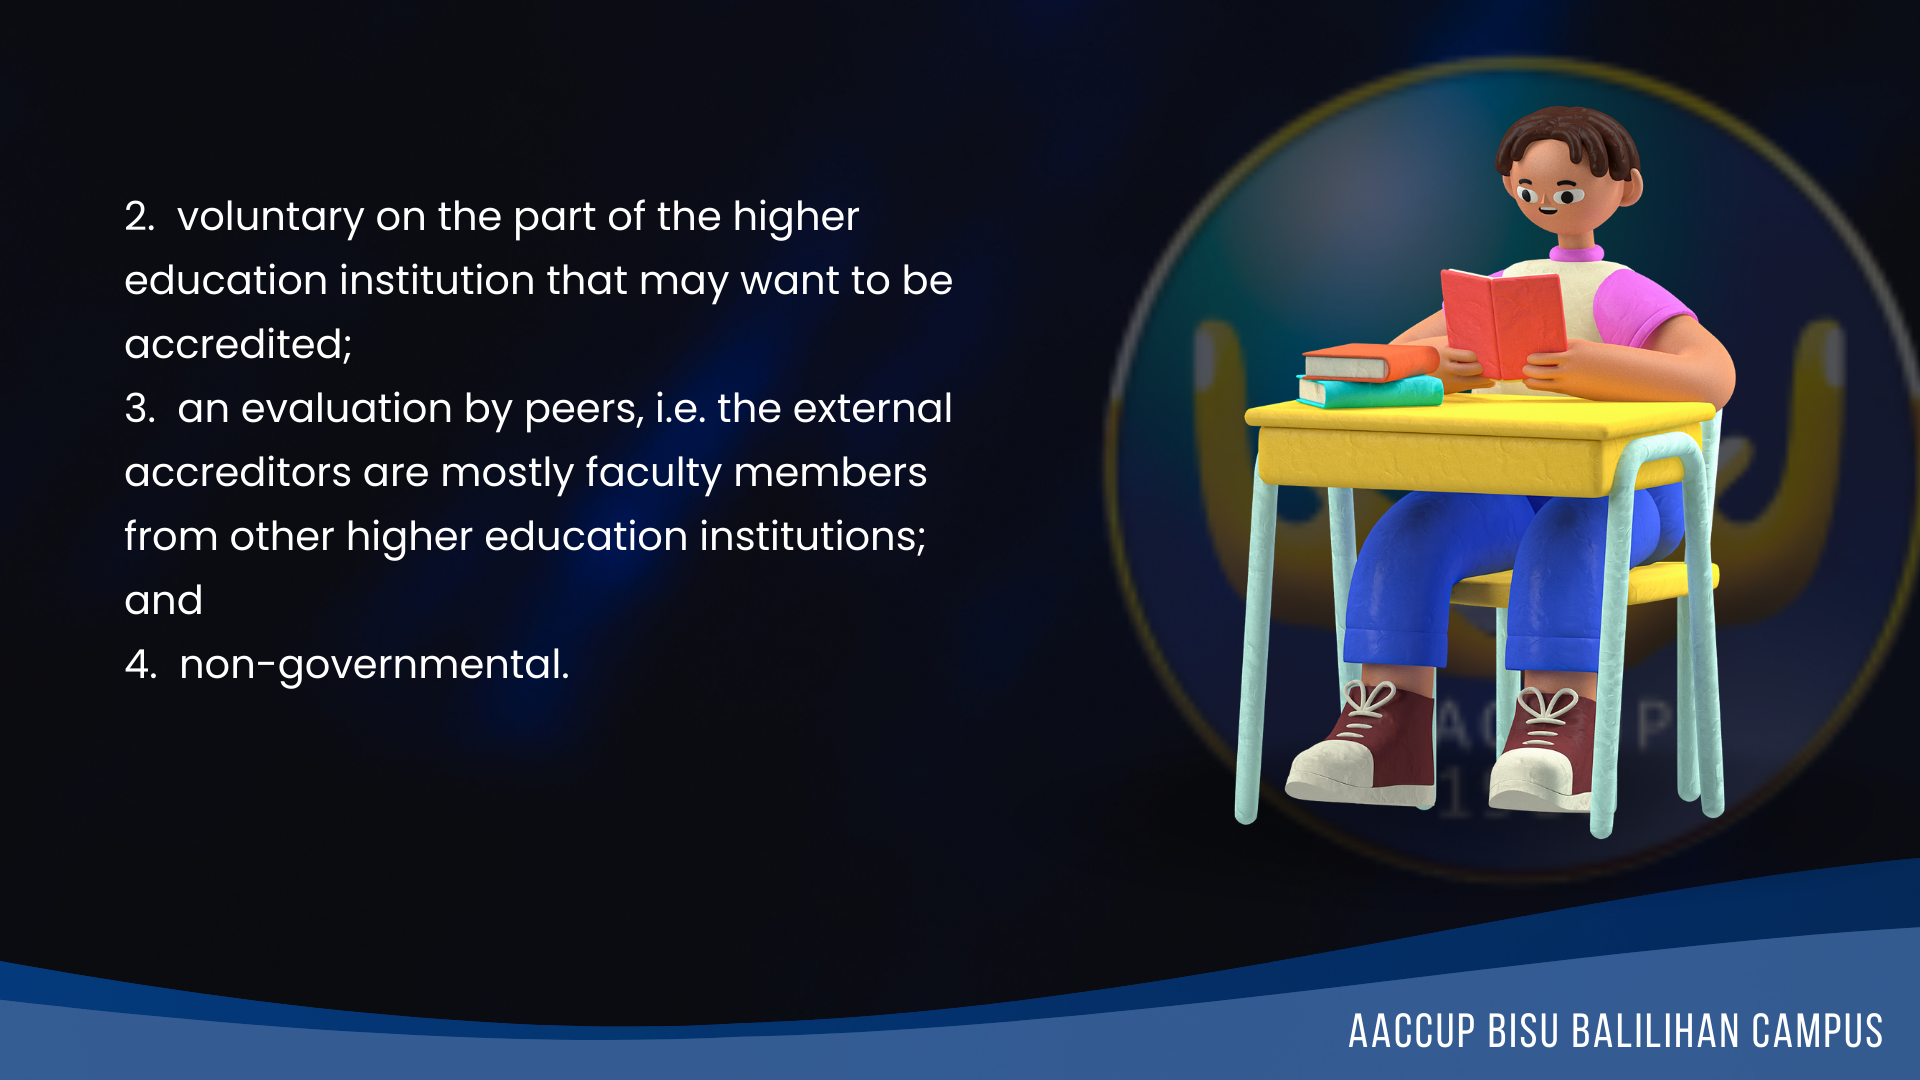 2. voluntary on the part of the higher
education institution that may want to be
accredited;
3. an evaluation by peers, i.e. the external
accreditors are mostly faculty members
from other higher education institutions;
and
4. non-governmental.
AACCUP BISU BALILIHAN CAMPUS